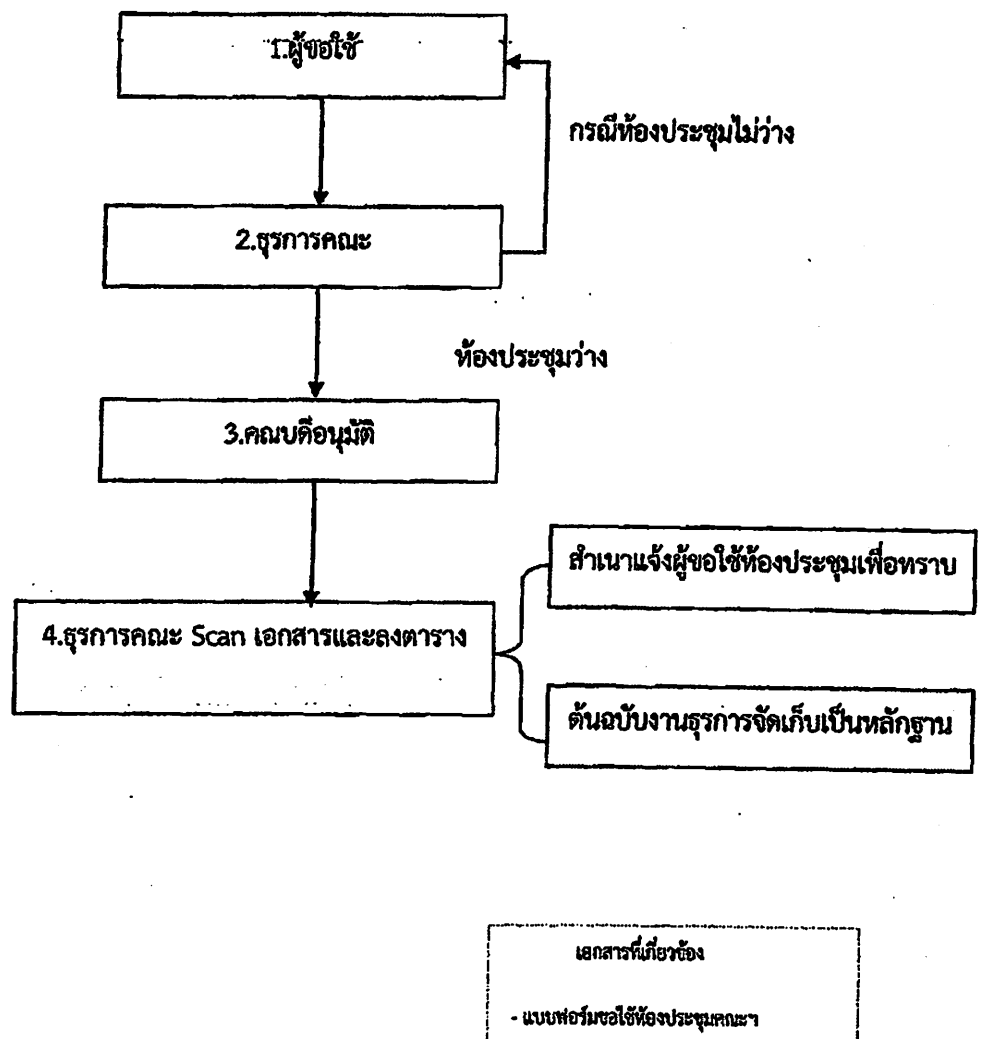 1.ผู้ขอใช้
กรณีห้องประชุมไม่ว่าง
2.ธุรการคณะ
ห้องประชุมว่าง
3.คณบดีอนุมัติ
สำเนาแจ้งผู้ขอใช้ห้องประชุมเพื่อทราบ
4.ธุรการคณะ Scan เอกสารและลงตาราง
ต้นฉบับงานธุรการจัดเก็บเป็นหลักฐาน
เอกสารที่เกี่ยวข้อง
- แบบฟอร์มขอใช้ห้องประชุมคณะฯ